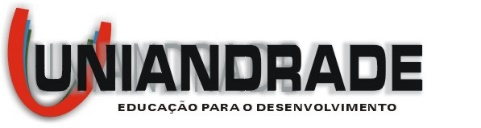 UNIANDRADE
EDUCAÇÃO PARA O DESENVOLVIMENTO